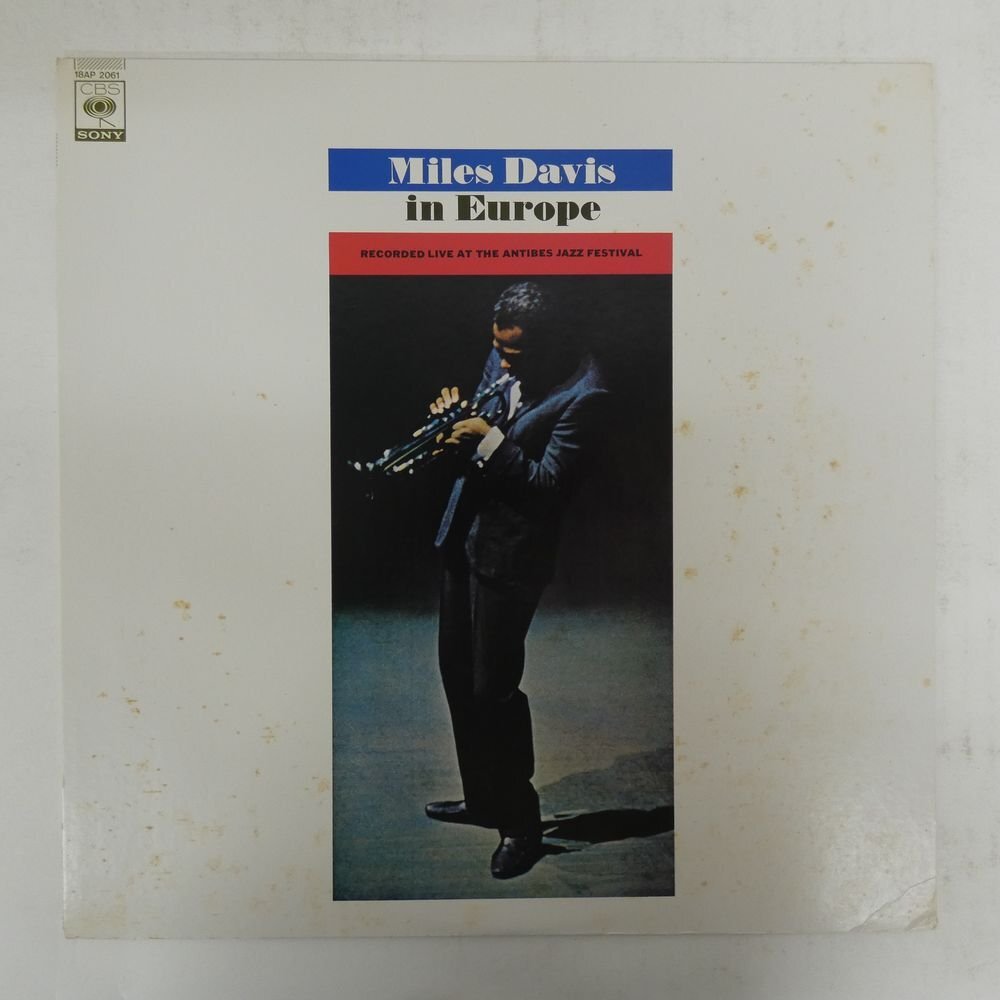 18AP 2061
CBS
SONY
Miles Davis
in Europe
RECORDED LIVE AT THE ANTIBES JAZZ FESTIVAL